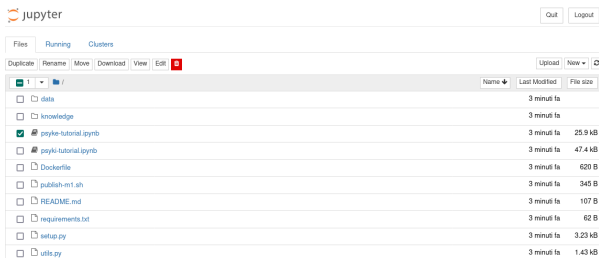 jupyter
Quit Logout
Files Running Clusters
Duplicate Rename Move Download View Edit Upload New
1 / Name Last Modified File size
data 3 minuti fa
knowledge 3 minuti fa
psyke-tutorial.ipynb 3 minuti fa 25.9 kB
psyki-tutorial.ipynb 3 minuti fa 47.4 kB
Dockerfile 3 minuti fa 620 B
publish-m1.sh 3 minuti fa 345 B
README.md 3 minuti fa 107 B
requirements.txt 3 minuti fa 62 B
setup.py 3 minuti fa 3.23 kB
utils.py 3 minuti fa 1.43 kB